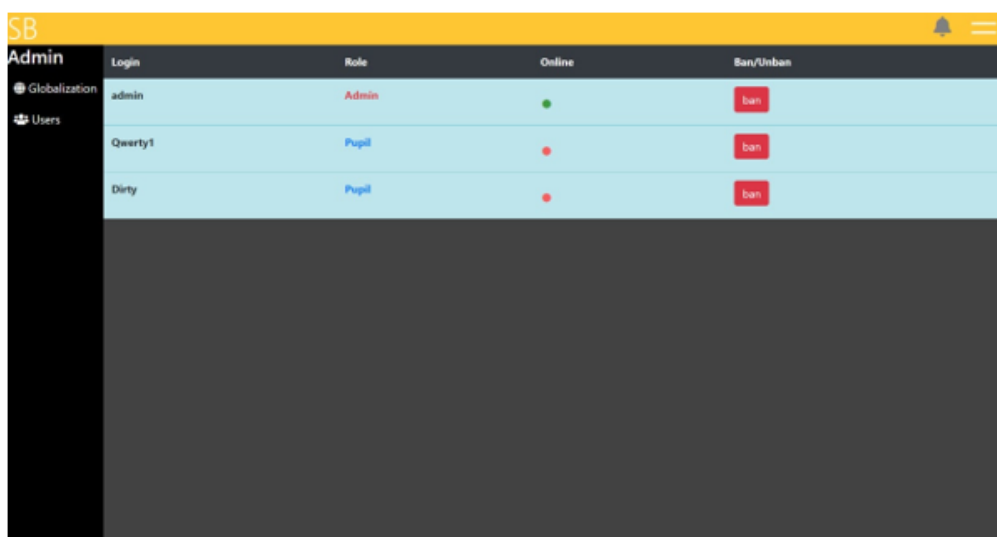 SB
Admin
Globalization
Users
Login Role Online Ban/Unban
admin Admin ban
Qwerty1 Pupil ban
Dirty Pupil ban